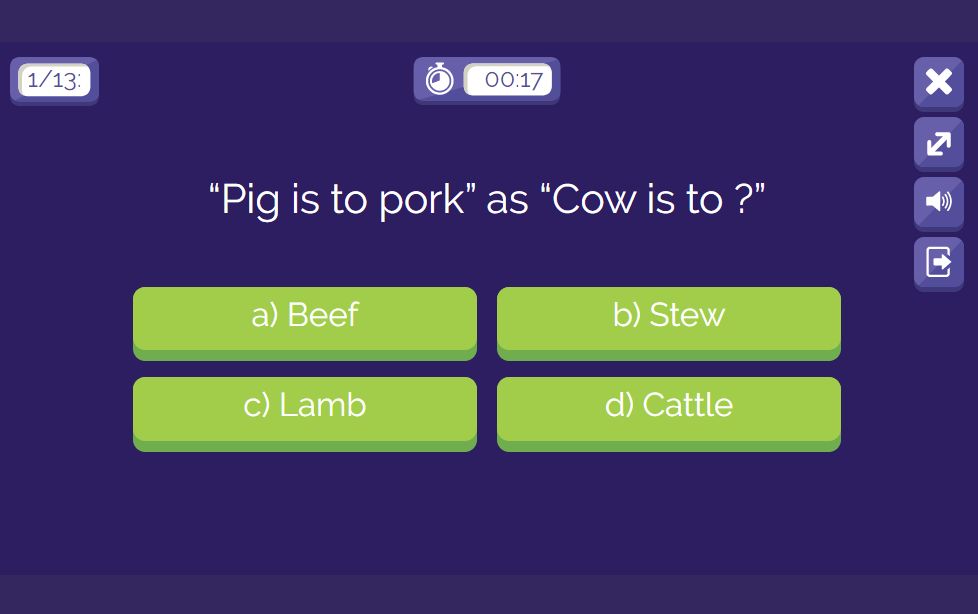 1/13:
00:17
“Pig is to pork” as “Cow is to ?”
a) Beef
b) Stew
c) Lamb
d) Cattle